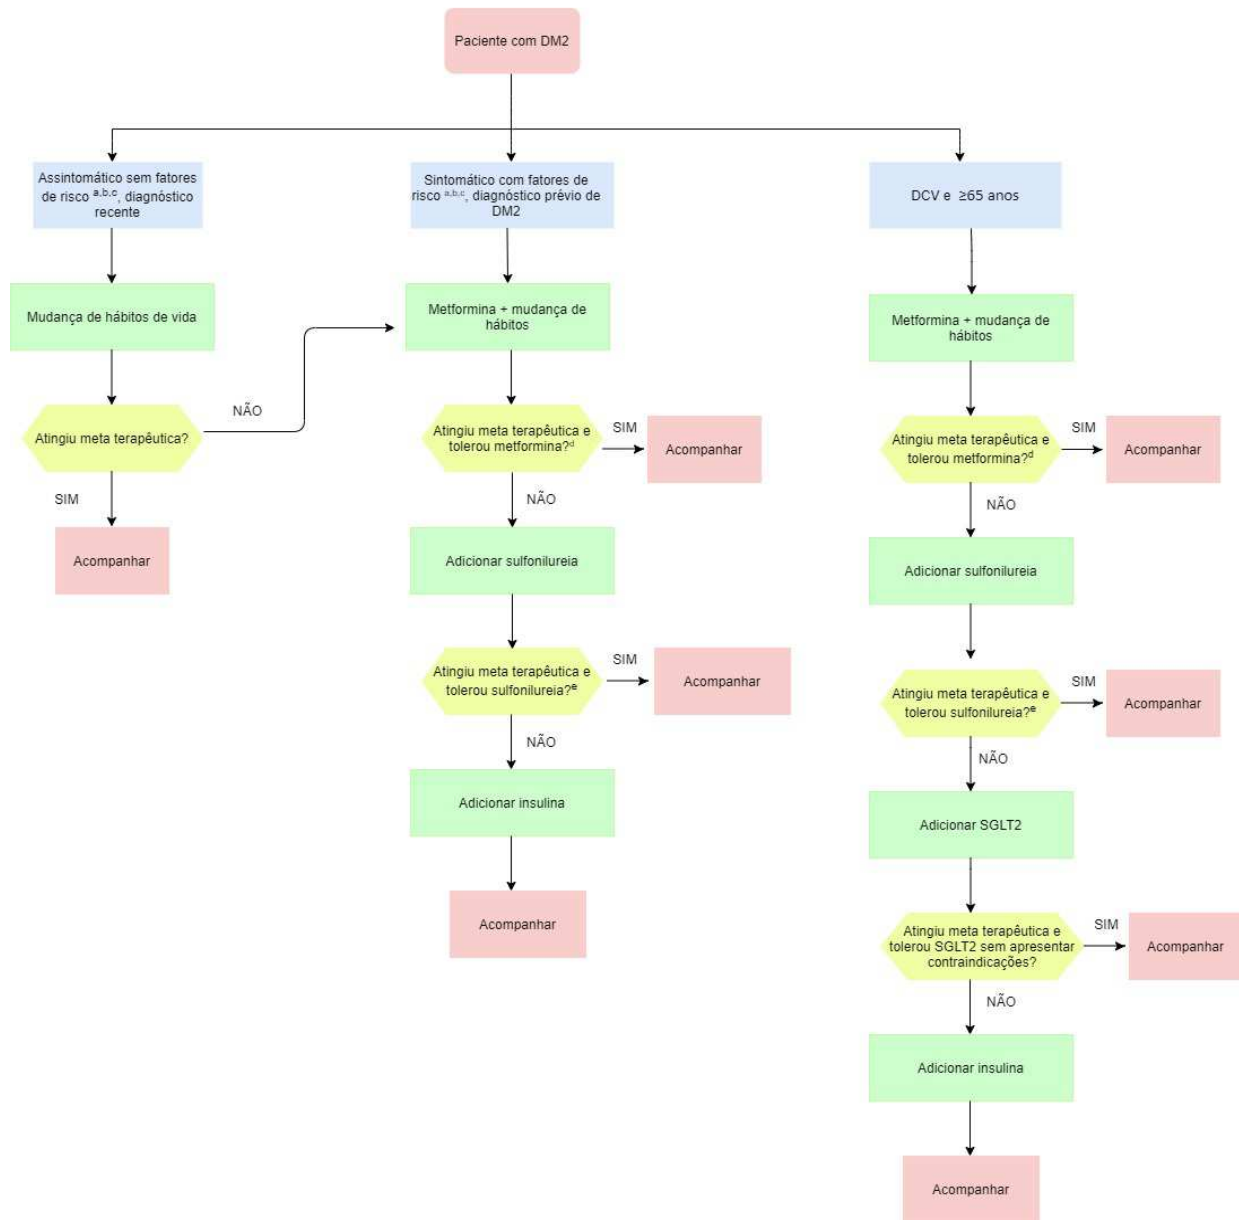 Paciente com DM2
Assintomático sem fatores
de risco a,b,c, diagnóstico
recente
Sintomático com fatores de
risco a,b,c, diagnóstico prévio de
DM2
DCV e ≥65 anos
Mudança de hábitos de vida
Metformina + mudança de
hábitos
Metformina + mudança de
hábitos
Atingiu meta terapêutica?
NÃO
SIM
Acompanhar
Atingiu meta terapêutica e
tolerou metformina?d
SIM
Acompanhar
NÃO
Adicionar sulfonilureia
Atingiu meta terapêutica e
tolerou sulfonilureia?e
SIM
Acompanhar
NÃO
Adicionar insulina
Acompanhar
Atingiu meta terapêutica e
tolerou metformina?d
SIM
Acompanhar
NÃO
Adicionar sulfonilureia
Atingiu meta terapêutica e
tolerou sulfonilureia?e
SIM
Acompanhar
NÃO
Adicionar SGLT2
Atingiu meta terapêutica e
tolerou SGLT2 sem apresentar
contraindicações?
SIM
Acompanhar
NÃO
Adicionar insulina
Acompanhar